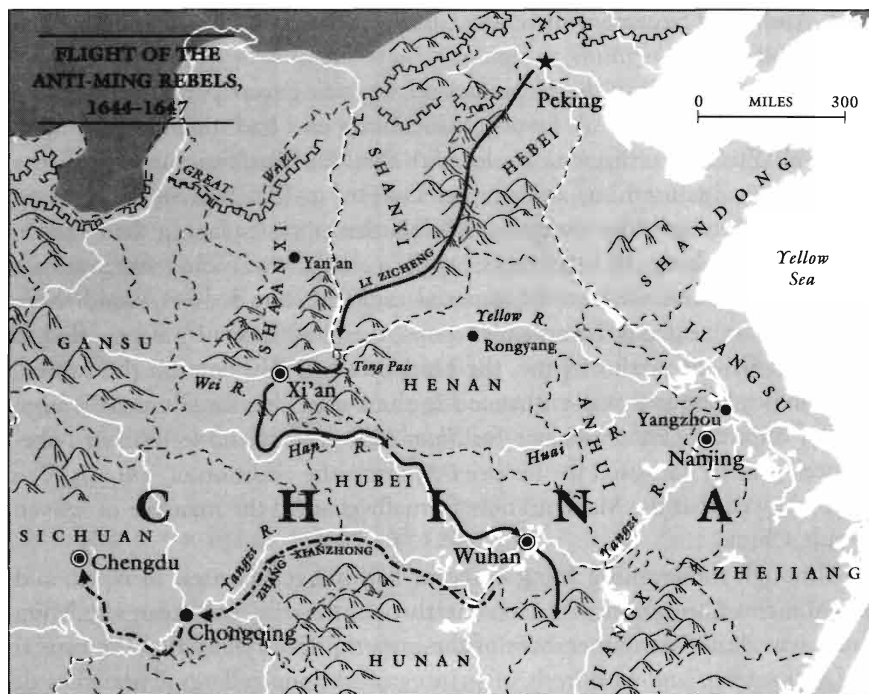 FLIGHT OF THE
ANTI-MING REBELS,
1644–1647
Peking
0 MILES 300
GREAT WALL
SHANXI
HEBEI
SHANDONG
Yellow
Sea
Yan'an
SHAANXI
LI ZICHENG
Yellow R.
JIANGSU
GANSU
Rongyang
Tong Pass
Wei R.
Xi'an
HENAN
ANHUI
Yangzhou
Han R.
Huai R.
Nanjing
HUBEI
CHINA
Yangzi R.
SICHUAN
Chengdu
Yangzi R.
ZHANG XIANZHONG
Wuhan
ZHEJIANG
Chongqing
HUNAN
JIANGXI